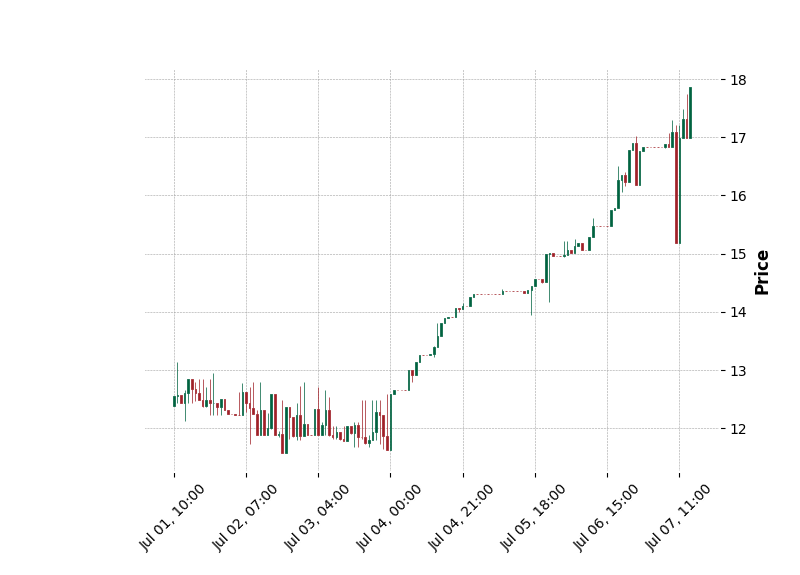 18
17
16
15
14
13
12
Price
Jul 01, 10:00
Jul 02, 07:00
Jul 03, 04:00
Jul 04, 00:00
Jul 04, 21:00
Jul 05, 18:00
Jul 06, 15:00
Jul 07, 11:00